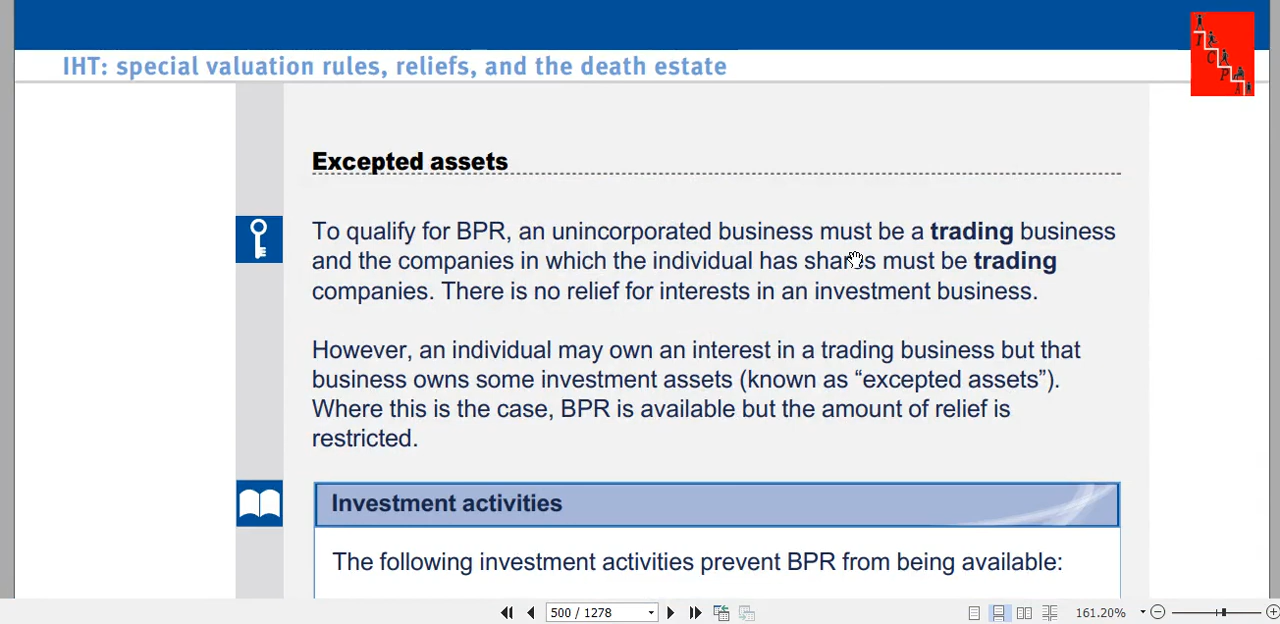 IHT: special valuation rules, reliefs, and the death estate
T
C
P
A
Excepted assets
To qualify for BPR, an unincorporated business must be a trading business
and the companies in which the individual has shares must be trading
companies. There is no relief for interests in an investment business.
However, an individual may own an interest in a trading business but that
business owns some investment assets (known as “excepted assets”).
Where this is the case, BPR is available but the amount of relief is
restricted.
Investment activities
The following investment activities prevent BPR from being available:
500 / 1278
161.20%